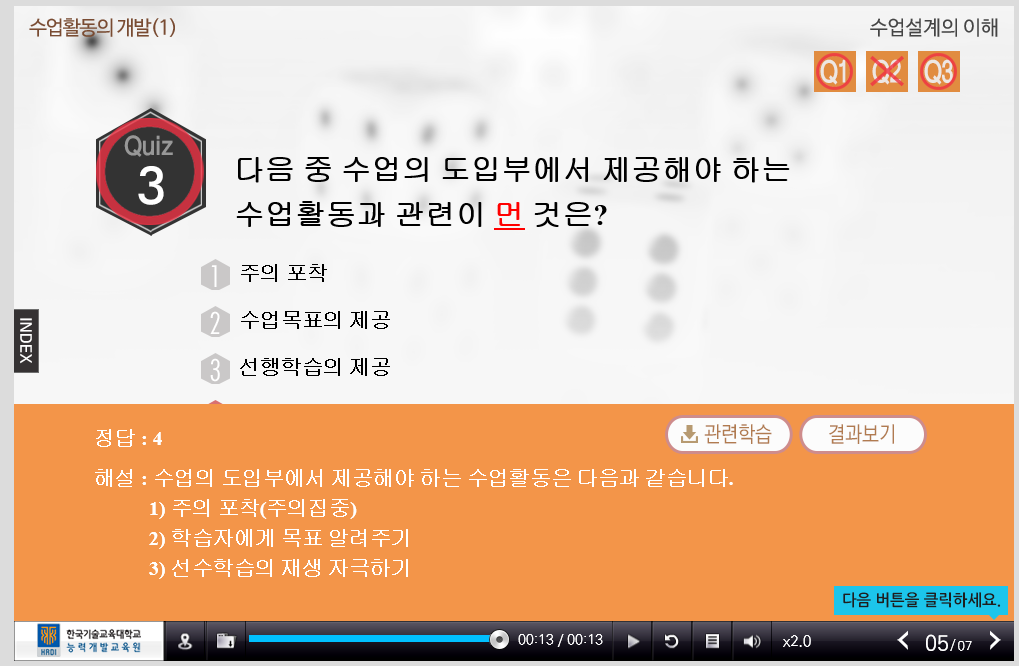 수업활동의 개발(1)
수업설계의 이해
Q1 Q2 Q3
Quiz
3
다음 중 수업의 도입부에서 제공해야 하는
수업활동과 관련이 먼 것은?
1 주의 포착
2 수업목표의 제공
3 선행학습의 제공
INDEX
정답 : 4
관련학습
결과보기
해설 : 수업의 도입부에서 제공해야 하는 수업활동은 다음과 같습니다.
1) 주의 포착(주의집중)
2) 학습자에게 목표 알려주기
3) 선수학습의 재생 자극하기
다음 버튼을 클릭하세요.
HRDI
한국기술교육대학교
능력개발교육원
00:13 / 00:13
x2.0
05/07